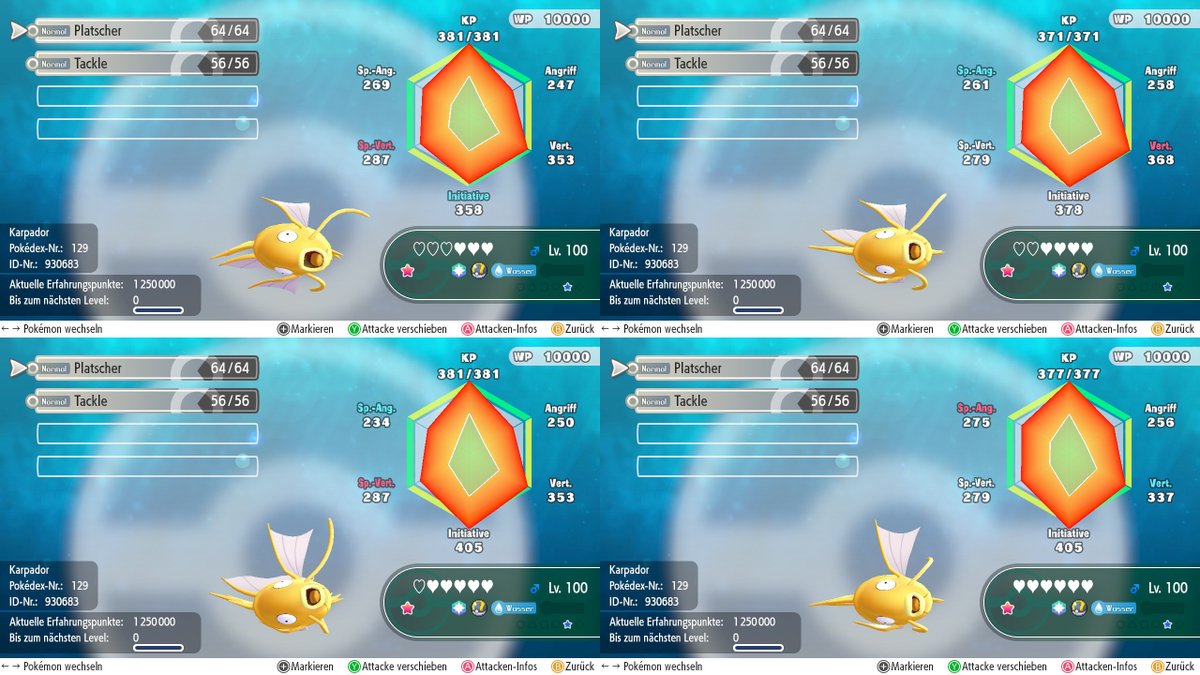 Normal Platscher 64/64
Normal Tackle 56/56
KP
381/381
WP 10000
Sp.-Ang.
269
Angriff
247
Sp.-Vert.
287
Vert.
353
Initiative
358
Karpador
Pokédex-Nr.: 129
ID-Nr.: 930683
Aktuelle Erfahrungspunkte: 1250000
Bis zum nächsten Level: 0
♂ Lv. 100
Wasser
←→ Pokémon wechseln
+ Markieren
Y Attacke verschieben
A Attacken-Infos
B Zurück
Normal Platscher 64/64
Normal Tackle 56/56
KP
371/371
WP 10000
Sp.-Ang.
261
Angriff
258
Sp.-Vert.
279
Vert.
368
Initiative
378
Karpador
Pokédex-Nr.: 129
ID-Nr.: 930683
Aktuelle Erfahrungspunkte: 1250000
Bis zum nächsten Level: 0
♂ Lv. 100
Wasser
←→ Pokémon wechseln
+ Markieren
Y Attacke verschieben
A Attacken-Infos
B Zurück
Normal Platscher 64/64
Normal Tackle 56/56
KP
381/381
WP 10000
Sp.-Ang.
234
Angriff
250
Sp.-Vert.
287
Vert.
353
Initiative
405
Karpador
Pokédex-Nr.: 129
ID-Nr.: 930683
Aktuelle Erfahrungspunkte: 1250000
Bis zum nächsten Level: 0
♂ Lv. 100
Wasser
←→ Pokémon wechseln
+ Markieren
Y Attacke verschieben
A Attacken-Infos
B Zurück
Normal Platscher 64/64
Normal Tackle 56/56
KP
377/377
WP 10000
Sp.-Ang.
275
Angriff
256
Sp.-Vert.
279
Vert.
337
Initiative
405
Karpador
Pokédex-Nr.: 129
ID-Nr.: 930683
Aktuelle Erfahrungspunkte: 1250000
Bis zum nächsten Level: 0
♂ Lv. 100
Wasser
←→ Pokémon wechseln
+ Markieren
Y Attacke verschieben
A Attacken-Infos
B Zurück